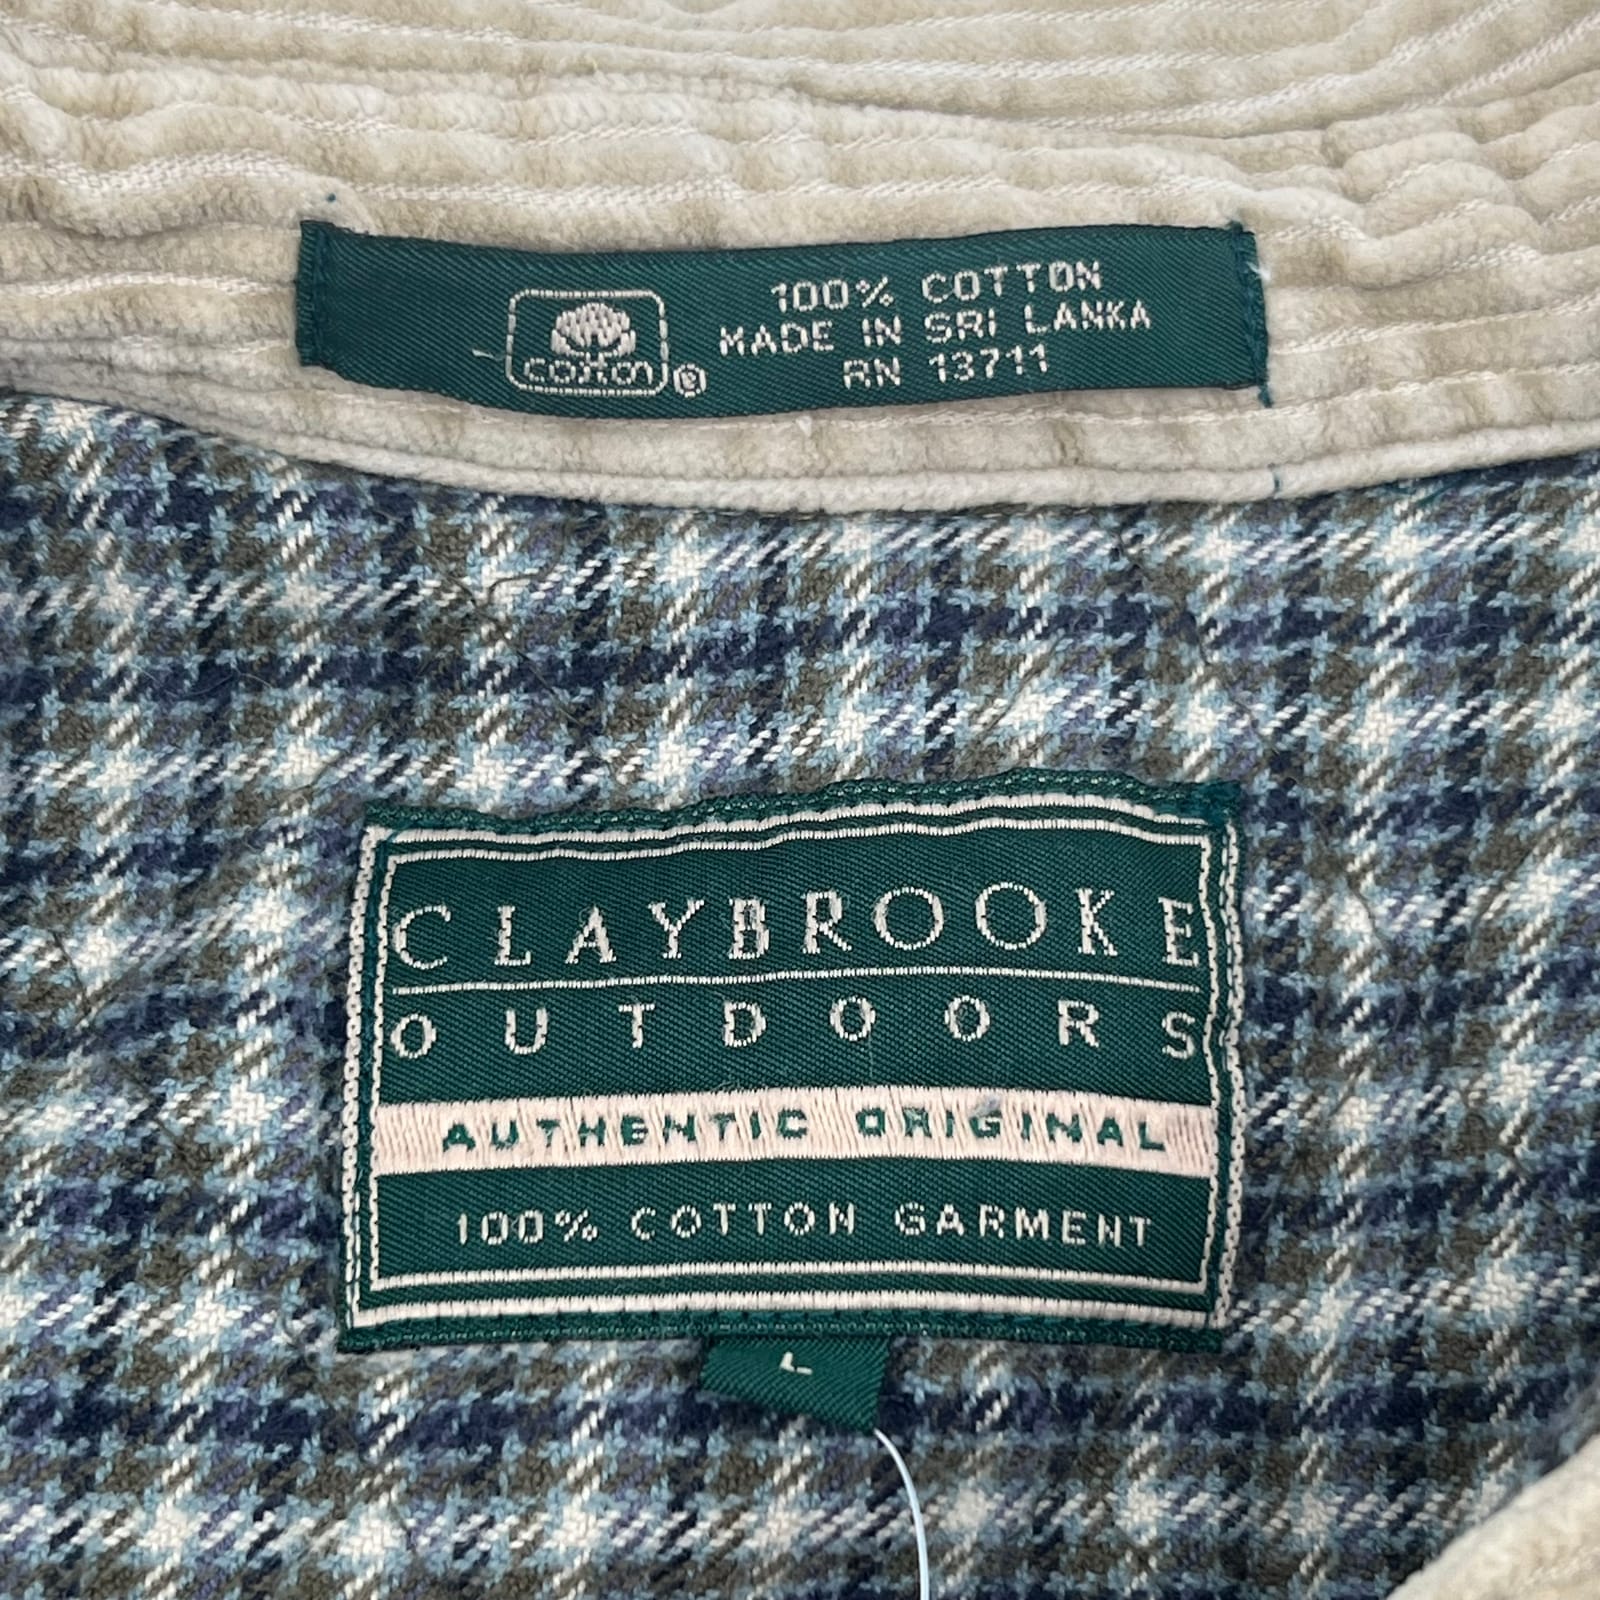 cotton®
100% COTTON
MADE IN SRI LANKA
RN 13711
CLAYBROOKE
OUTDOORS
AUTHENTIC ORIGINAL
100% COTTON GARMENT
L